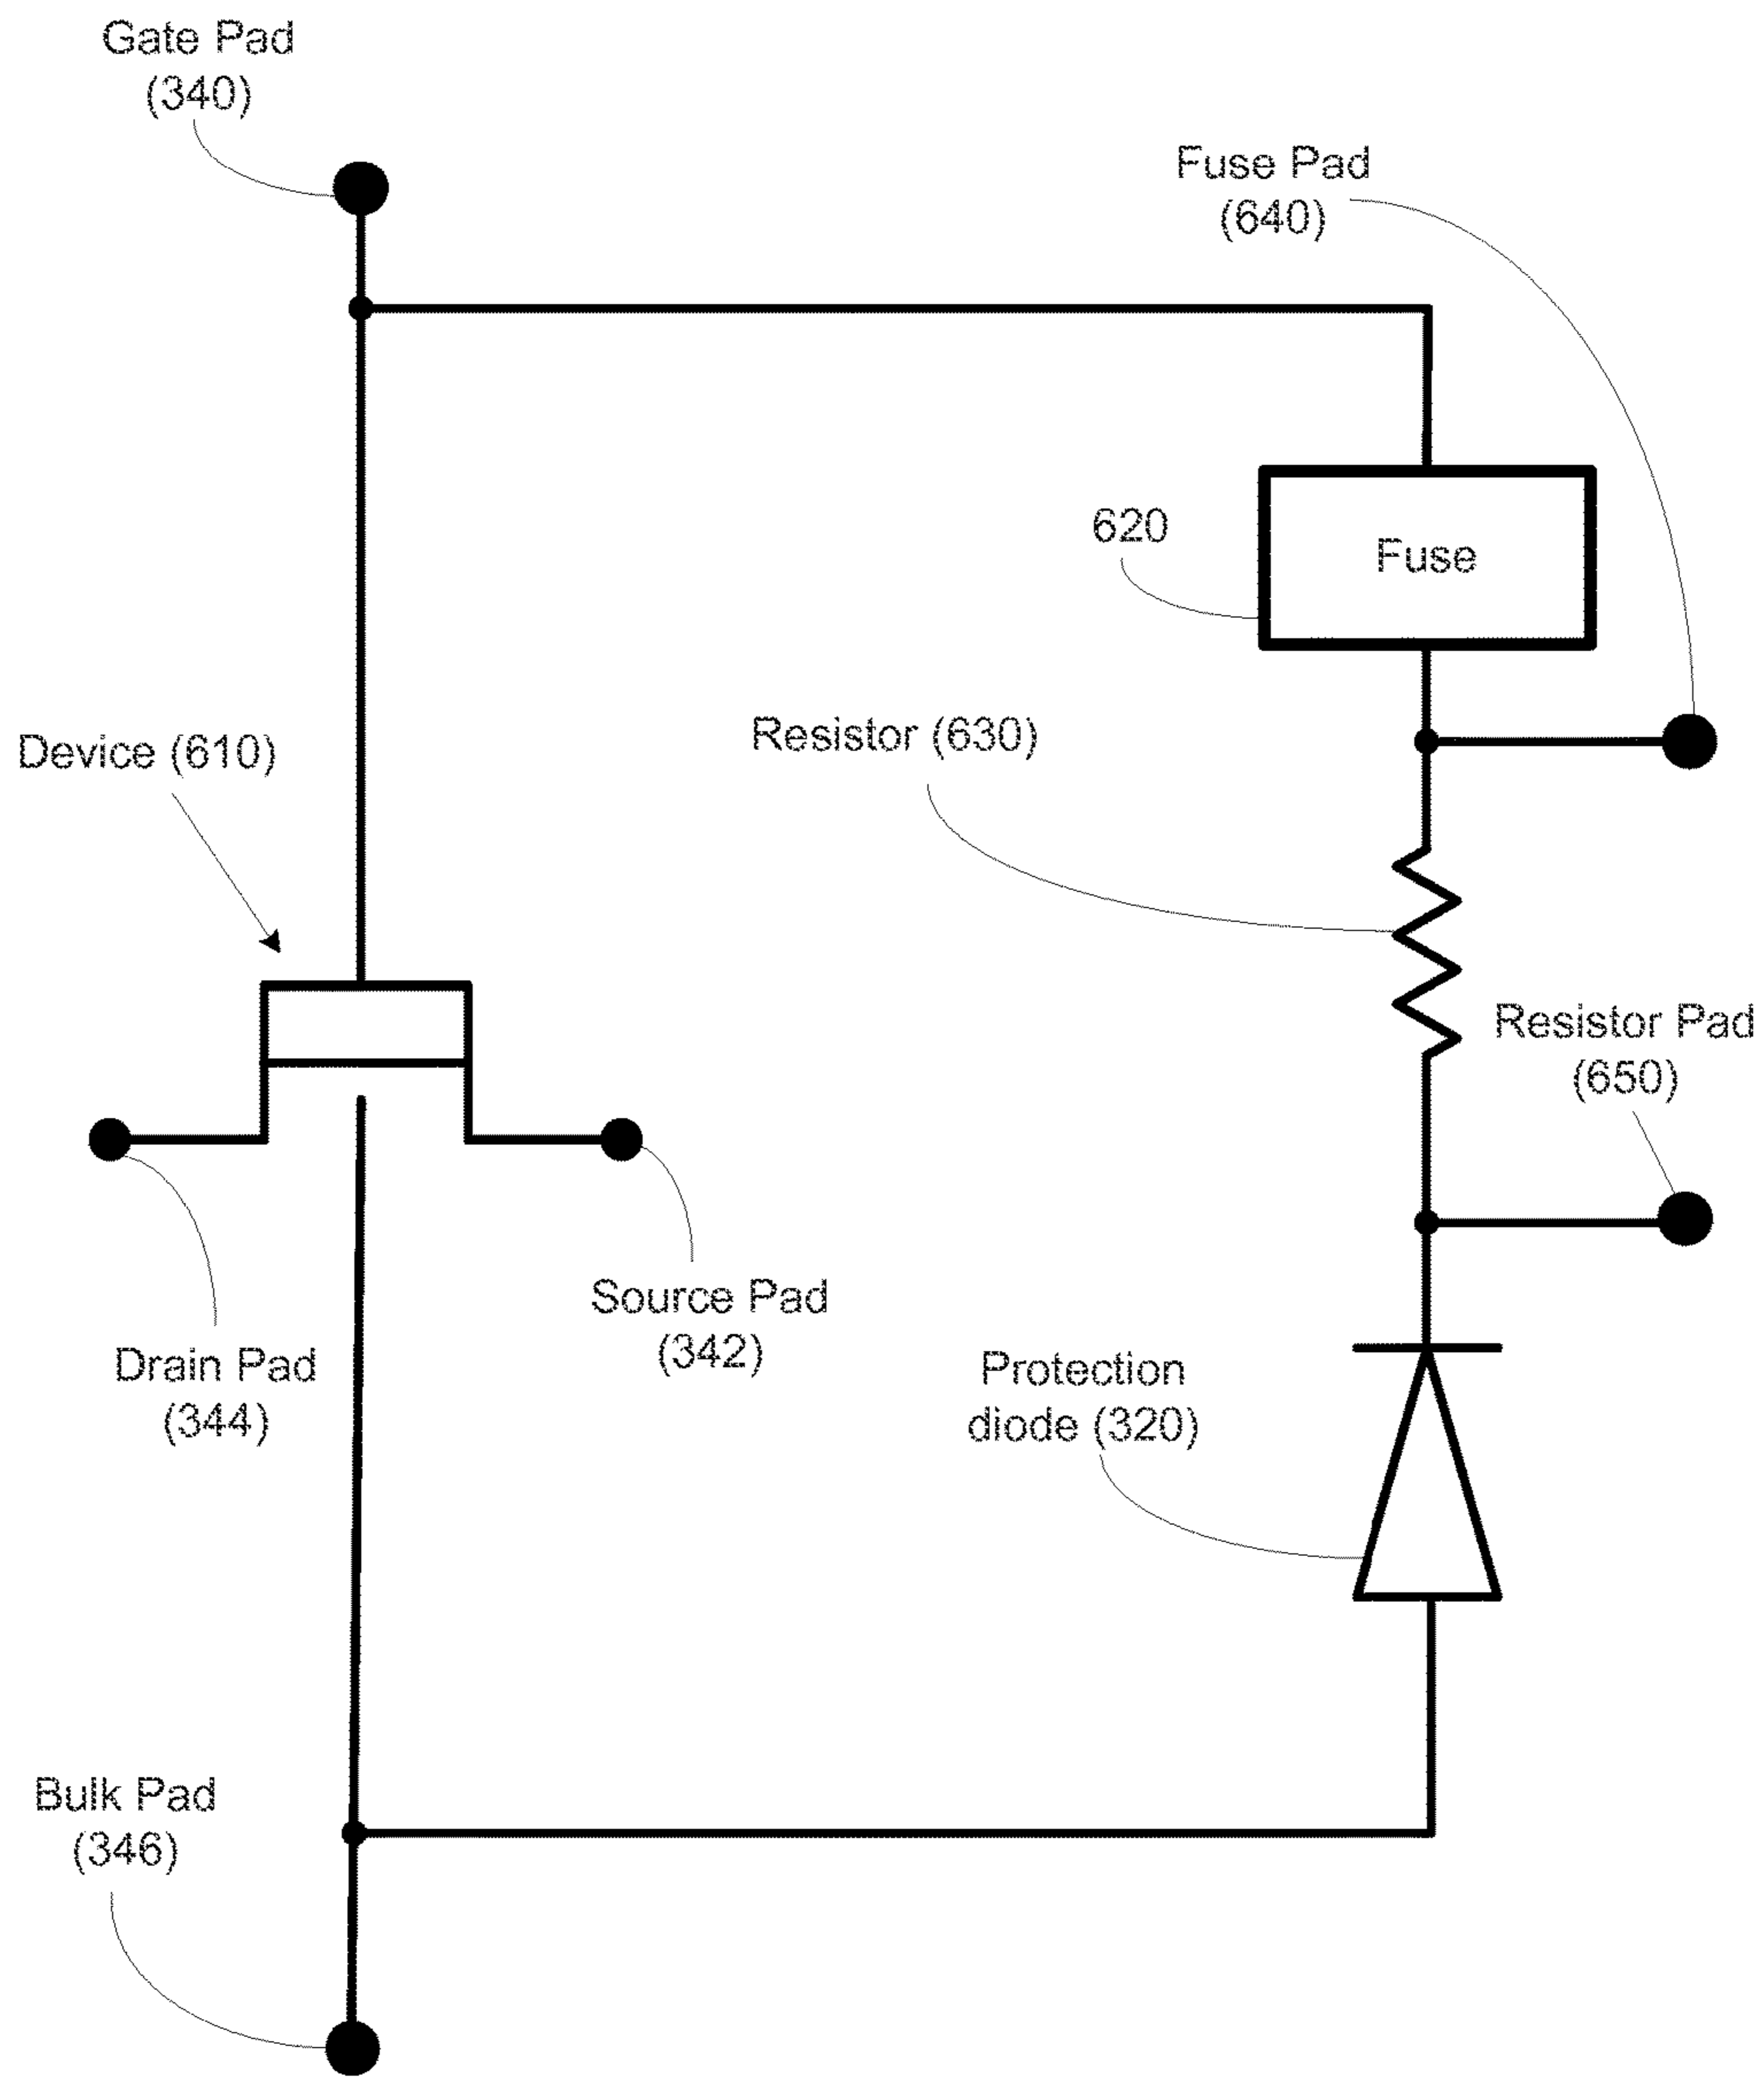 Gate Pad
(340)
Fuse Pad
(640)
620
Fuse
Resistor (630)
Device (610)
Resistor Pad
(650)
Source Pad
(342)
Drain Pad
(344)
Protection
diode (320)
Bulk Pad
(346)